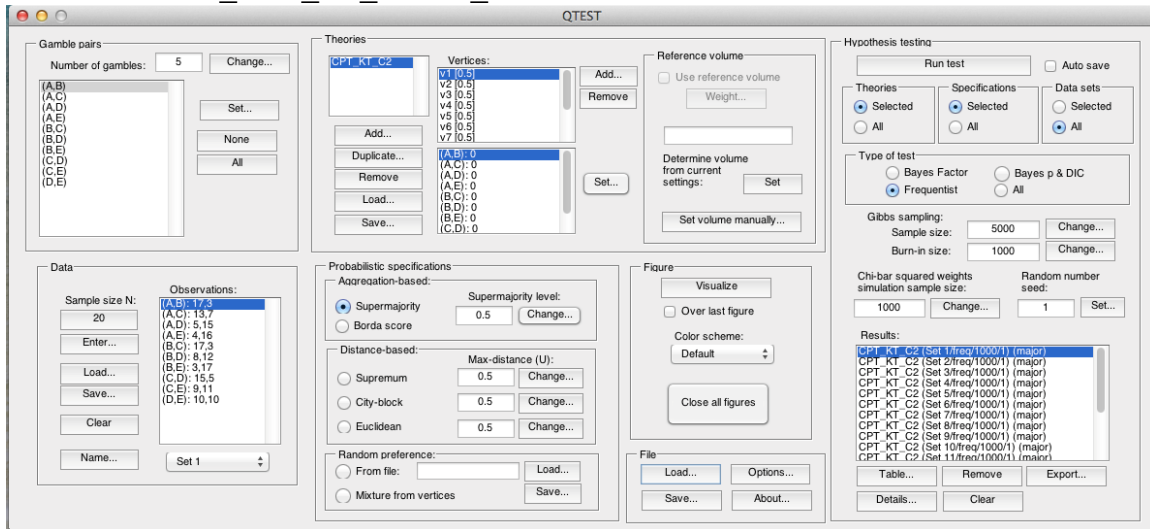 QTEST
Gamble pairs
Number of gambles: 5 Change...
(A,B)
(A,C)
(A,D)
(A,E)
(B,C)
(B,D)
(B,E)
(C,D)
(C,E)
(D,E)
Set...
None
All
Theories
CPT_KT_C2
Add...
Duplicate...
Remove
Load...
Save...
Vertices:
v1 [0.5]
v2 [0.5]
v3 [0.5]
v4 [0.5]
v5 [0.5]
v6 [0.5]
v7 [0.5]
Add...
Remove
(A,B): 0
(A,C): 0
(A,D): 0
(A,E): 0
(B,C): 0
(B,D): 0
(B,E): 0
(C,D): 0
Set...
Reference volume
Use reference volume
Weight...
Determine volume
from current
settings: Set
Set volume manually...
Hypothesis testing
Run test Auto save
Theories
Selected
All
Specifications
Selected
All
Data sets
Selected
All
Type of test
Bayes Factor Bayes p & DIC
Frequentist All
Gibbs sampling:
Sample size: 5000 Change...
Burn-in size: 1000 Change...
Chi-bar squared weights
simulation sample size:
1000 Change...
Random number
seed:
1 Set...
Results:
CPT_KT_C2 (Set 1/freq/1000/1) (major)
CPT_KT_C2 (Set 2/freq/1000/1) (major)
CPT_KT_C2 (Set 3/freq/1000/1) (major)
CPT_KT_C2 (Set 4/freq/1000/1) (major)
CPT_KT_C2 (Set 5/freq/1000/1) (major)
CPT_KT_C2 (Set 6/freq/1000/1) (major)
CPT_KT_C2 (Set 7/freq/1000/1) (major)
CPT_KT_C2 (Set 8/freq/1000/1) (major)
CPT_KT_C2 (Set 9/freq/1000/1) (major)
CPT_KT_C2 (Set 10/freq/1000/1) (major)
CPT_KT_C2 (Set 11/freq/1000/1) (major)
Table... Remove Export...
Details... Clear
Data
Sample size N:
20
Enter...
Load...
Save...
Clear
Name...
Observations:
(A,B): 17,3
(A,C): 13,7
(A,D): 5,15
(A,E): 4,16
(B,C): 17,3
(B,D): 8,12
(B,E): 3,17
(C,D): 15,5
(C,E): 9,11
(D,E): 10,10
Set 1
Probabilistic specifications
Aggregation-based:
Supermajority
Borda score
Supermajority level:
0.5 Change...
Distance-based:
Max-distance (U):
Supremum 0.5 Change...
City-block 0.5 Change...
Euclidean 0.5 Change...
Random preference:
From file: Load...
Mixture from vertices Save...
Figure
Visualize
Over last figure
Color scheme:
Default
Close all figures
File
Load... Options...
Save... About...